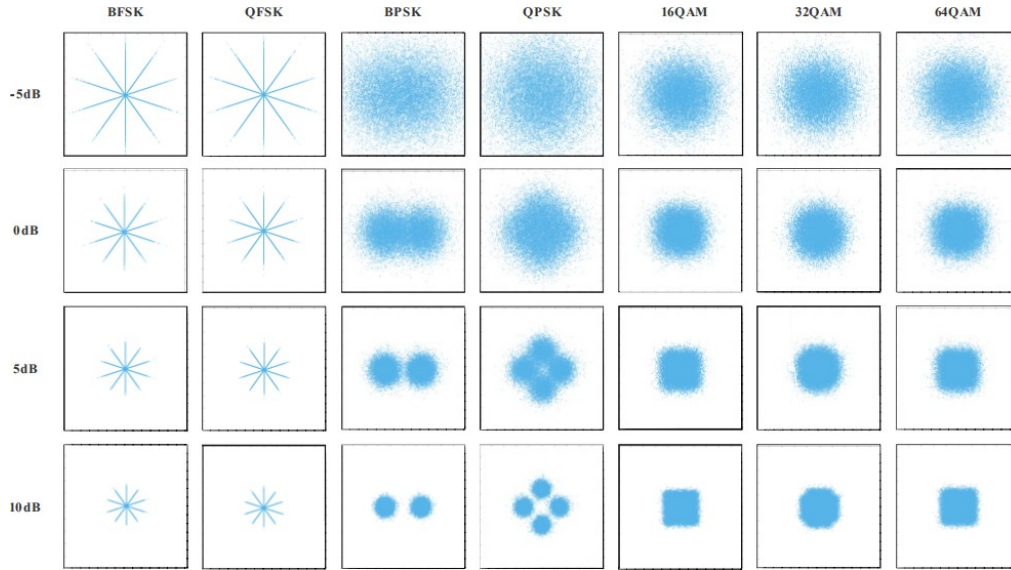 BFSK QFSK BPSK QPSK 16QAM 32QAM 64QAM
-5dB
0dB
5dB
10dB